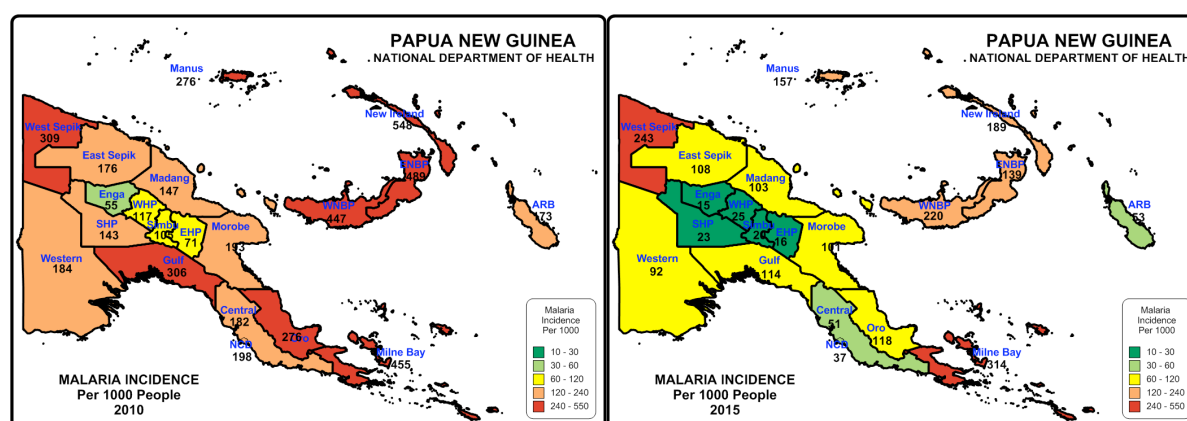 PAPUA NEW GUINEA
NATIONAL DEPARTMENT OF HEALTH
Manus
276
New Ireland
548
West Sepik
309
East Sepik
176
Madang
147
ENBP
489
Enga
55
WHP
117
WNBP
447
ARB
173
SHP
143
Simbu
105
EHP
71
Morobe
193
Western
184
Gulf
306
Central
182
276
Oro
NCD
198
Milne Bay
455
MALARIA INCIDENCE
Per 1000 People
2010
Malaria
Incidence
Per 1000
10 - 30
30 - 60
60 - 120
120 - 240
240 - 550
PAPUA NEW GUINEA
NATIONAL DEPARTMENT OF HEALTH
Manus
157
New Ireland
189
West Sepik
243
East Sepik
108
Madang
103
ENBP
139
Enga
15
WHP
25
WNBP
220
ARB
53
SHP
23
Simbu
20
EHP
16
Morobe
101
Western
92
Gulf
114
Central
51
Oro
118
NCD
37
Milne Bay
314
MALARIA INCIDENCE
Per 1000 People
2015
Malaria
Incidence
Per 1000
10 - 30
30 - 60
60 - 120
120 - 240
240 - 550